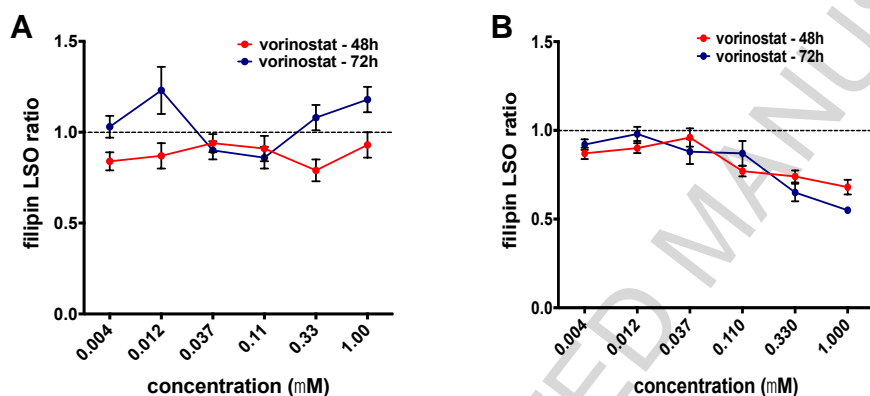 A
vorinostat - 48h
vorinostat - 72h
filipin LSO ratio
1.5
1.0
0.5
0.0
0.004
0.012
0.037
0.11
0.33
1.00
concentration (mM)
B
vorinostat - 48h
vorinostat - 72h
filipin LSO ratio
1.5
1.0
0.5
0.0
0.004
0.012
0.037
0.110
0.330
1.000
concentration (mM)
ED MANUS